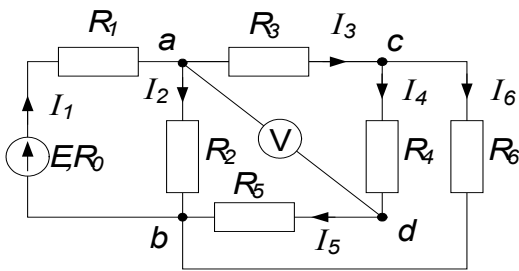 R1 a R3 I3 c
I1 I2 I4 I6
E,R0 R2 V R4 R6
R5
b I5 d